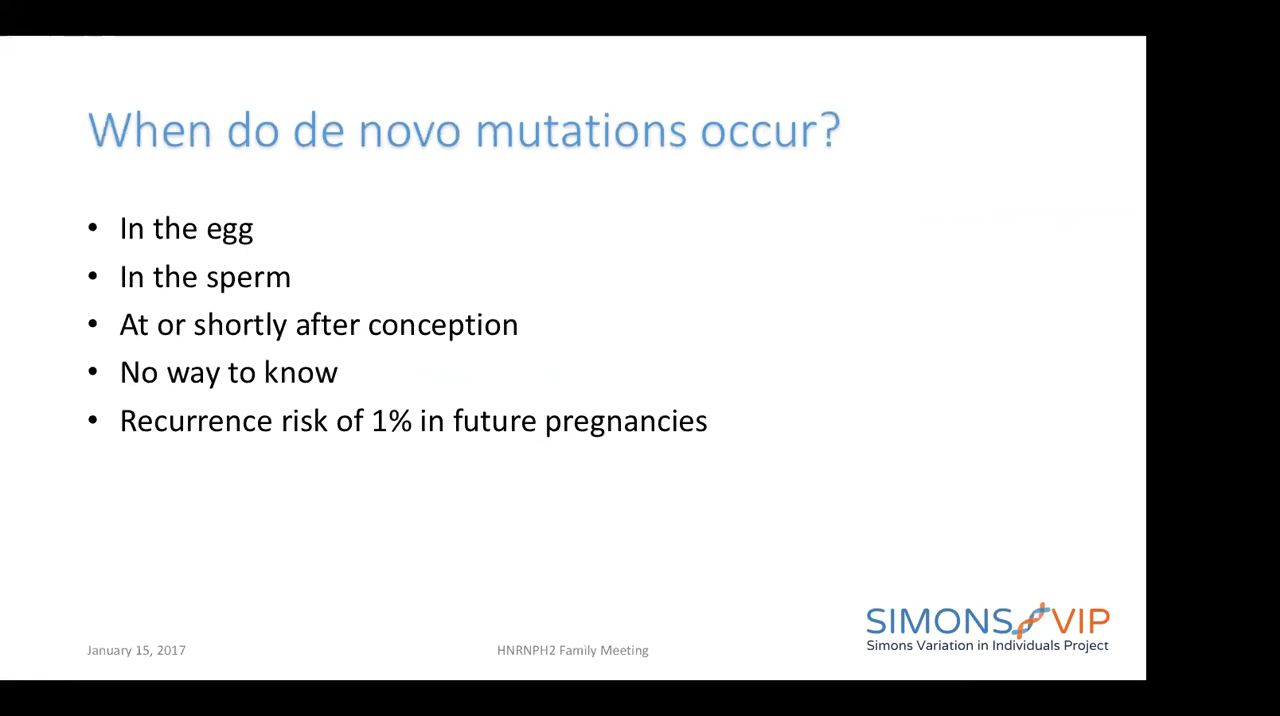 When do de novo mutations occur?
• In the egg
• In the sperm
• At or shortly after conception
• No way to know
• Recurrence risk of 1% in future pregnancies
SIMONS VIP
Simons Variation in Individuals Project
January 15, 2017
HNRNPH2 Family Meeting